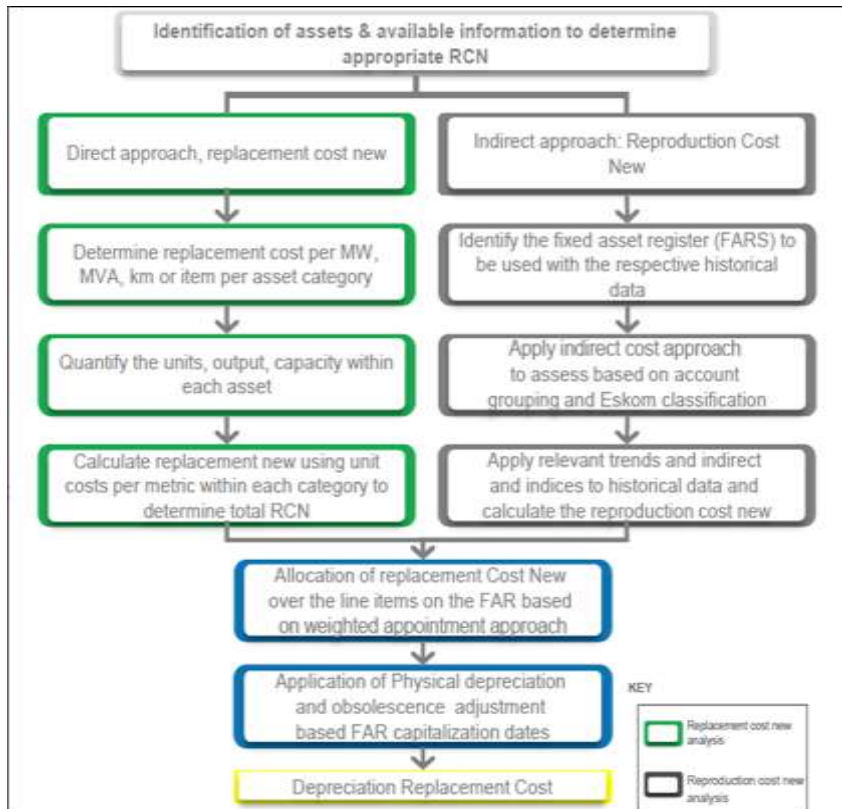 Identification of assets & available information to determine
appropriate RCN
Direct approach, replacement cost new
Indirect approach: Reproduction Cost
New
Determine replacement cost per MW,
MVA, km or item per asset category
Identify the fixed asset register (FARS) to
be used with the respective historical
data
Quantify the units, output, capacity within
each asset
Apply indirect cost approach
to assess based on account
grouping and Eskom classification
Calculate replacement new using unit
costs per metric within each category to
determine total RCN
Apply relevant trends and indirect
and indices to historical data and
calculate the reproduction cost new
Allocation of replacement Cost New
over the line items on the FAR based
on weighted appointment approach
Application of Physical depreciation
and obsolescence adjustment
based FAR capitalization dates
Depreciation Replacement Cost
KEY
Replacement cost new
analysis
Reproduction cost new
analysis